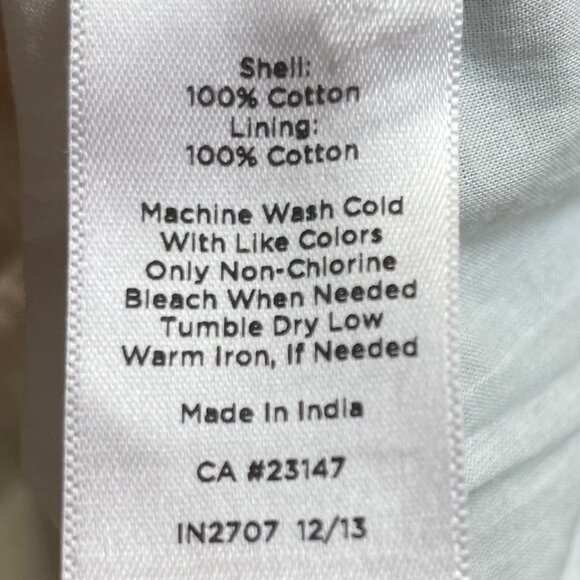 Shell:
100% Cotton
Lining:
100% Cotton
Machine Wash Cold
With Like Colors
Only Non-Chlorine
Bleach When Needed
Tumble Dry Low
Warm Iron, If Needed
Made In India
CA #23147
IN2707 12/13